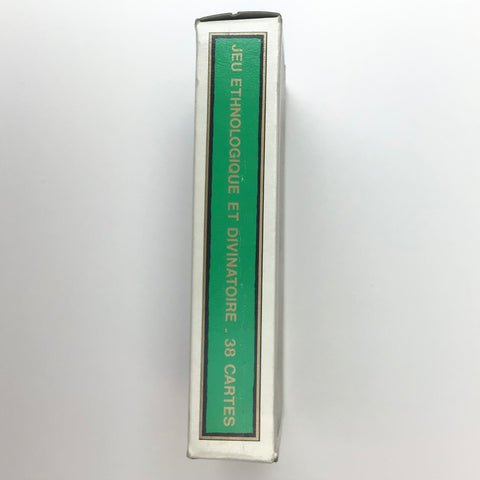 JEU ETHNOLOGIQUE ET DIVINATOIRE . 38 CARTES